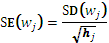 SE(wⱼ) = SD(wⱼ) / √hⱼ